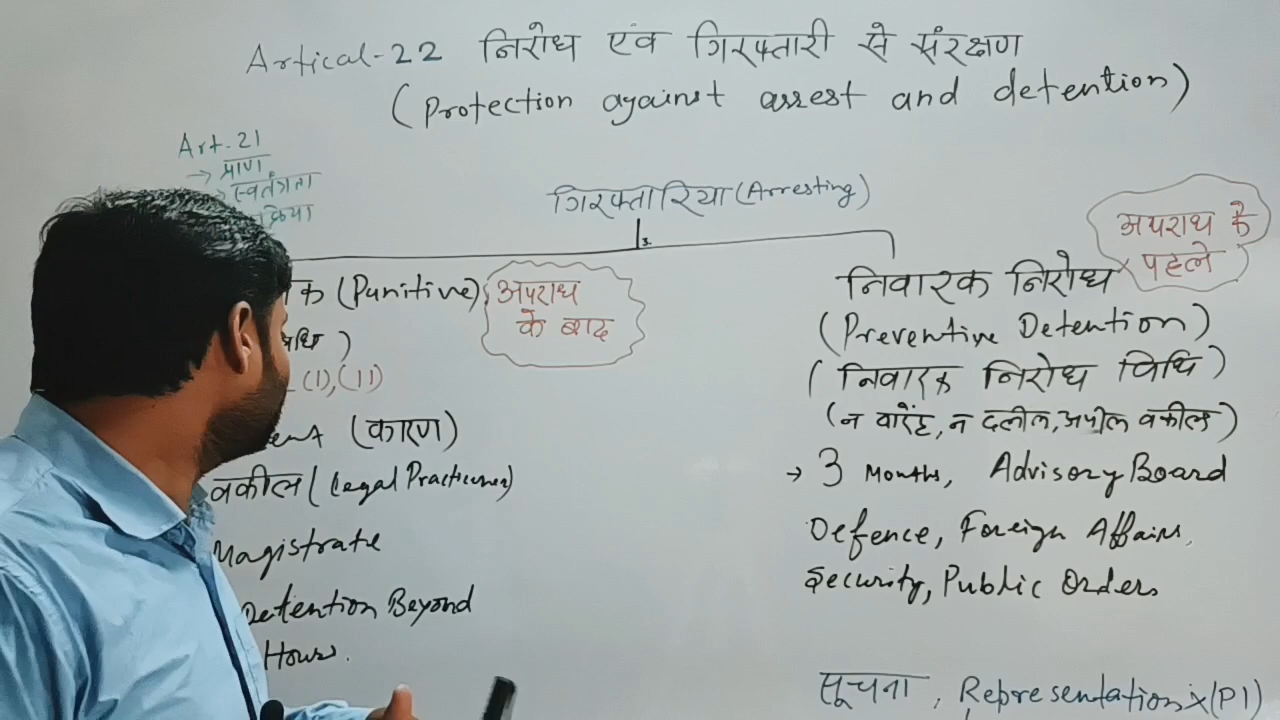 Artical-22 निरोध एवं गिरफ्तारी से संरक्षण
(Protection against arrest and detention)
Art-21
→ प्राण
स्वतंत्रता
क्रिया
गिरफ्तारिया (Arresting)
अपराध के
पहले
क (Punitive)
अपराध
के बाद
निवारक निरोध
(Preventive Detention)
(1), (11)
(निवारक निरोध विधि)
(कारण)
(न वारेंट, न दलील, अपील वकील)
वकील (Legal Practicener)
→ 3 Months, Advisory Board
Magistrate
Defence, Foreign Affairs,
Detention Beyond
Security, Public Orders
Hours.
सूचना, Representation x (P1)